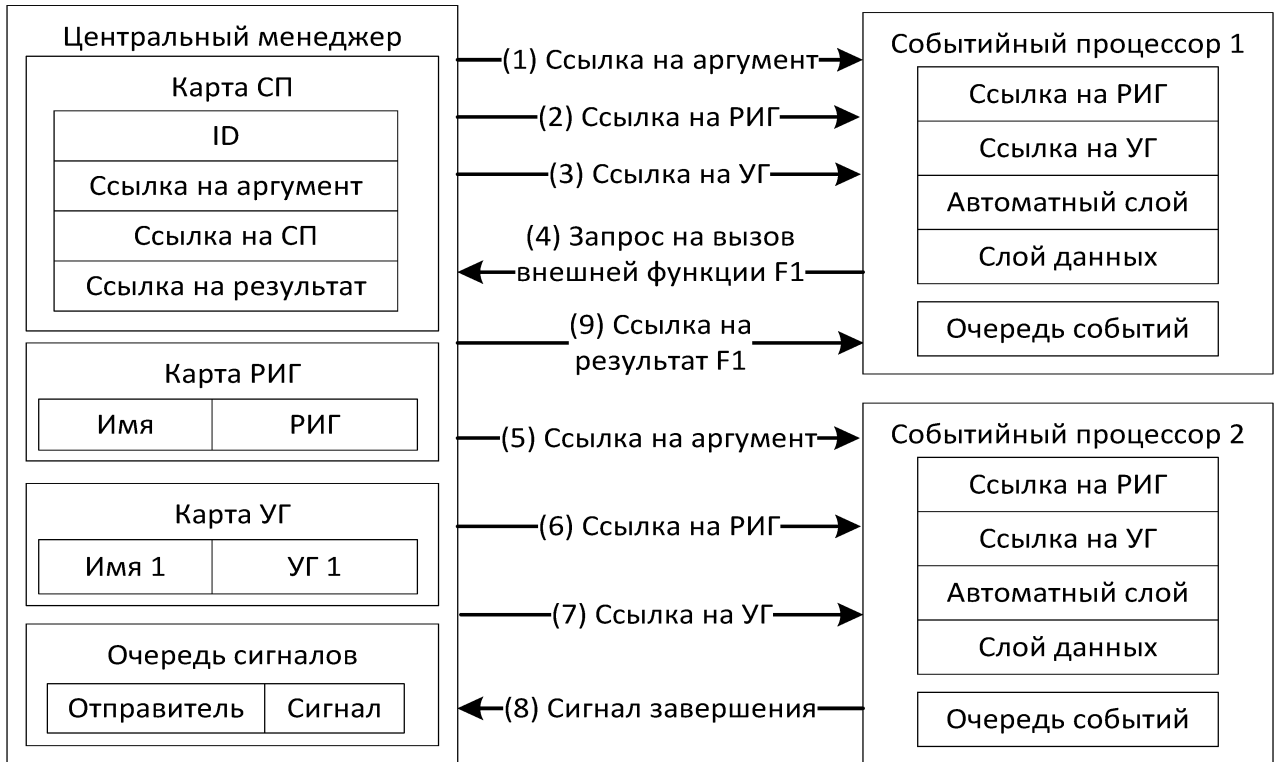 Центральный менеджер
Карта СП
ID
Ссылка на аргумент
Ссылка на СП
Ссылка на результат
Карта РИГ
Имя
РИГ
Карта УГ
Имя 1
УГ 1
Очередь сигналов
Отправитель
Сигнал
(1) Ссылка на аргумент
(2) Ссылка на РИГ
(3) Ссылка на УГ
(4) Запрос на вызов
внешней функции F1
(9) Ссылка на
результат F1
(5) Ссылка на аргумент
(6) Ссылка на РИГ
(7) Ссылка на УГ
(8) Сигнал завершения
Событийный процессор 1
Ссылка на РИГ
Ссылка на УГ
Автоматный слой
Слой данных
Очередь событий
Событийный процессор 2
Ссылка на РИГ
Ссылка на УГ
Автоматный слой
Слой данных
Очередь событий